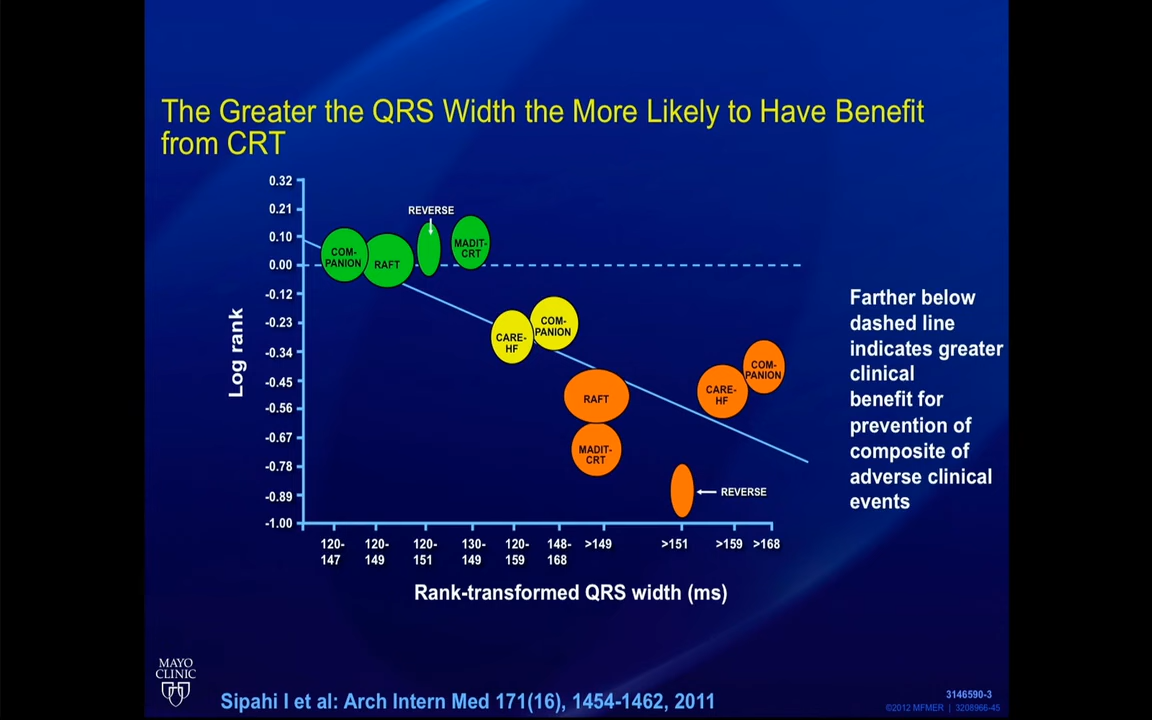 The Greater the QRS Width the More Likely to Have Benefit
from CRT
0.32
0.21
0.10
0.00
-0.12
-0.23
-0.34
-0.45
-0.56
-0.67
-0.78
-0.89
-1.00
Log rank
COM-
PANION
RAFT
REVERSE
MADIT-
CRT
CARE-
HF
COM-
PANION
RAFT
MADIT-
CRT
REVERSE
CARE-
HF
COM-
PANION
120-
147
120-
149
120-
151
130-
149
120-
159
148-
168
>149
>151
>159
>168
Rank-transformed QRS width (ms)
Farther below
dashed line
indicates greater
clinical
benefit for
prevention of
composite of
adverse clinical
events
MAYO
CLINIC
Sipahi I et al: Arch Intern Med 171(16), 1454-1462, 2011
3146590-3
©2012 MFMER | 3208966-45